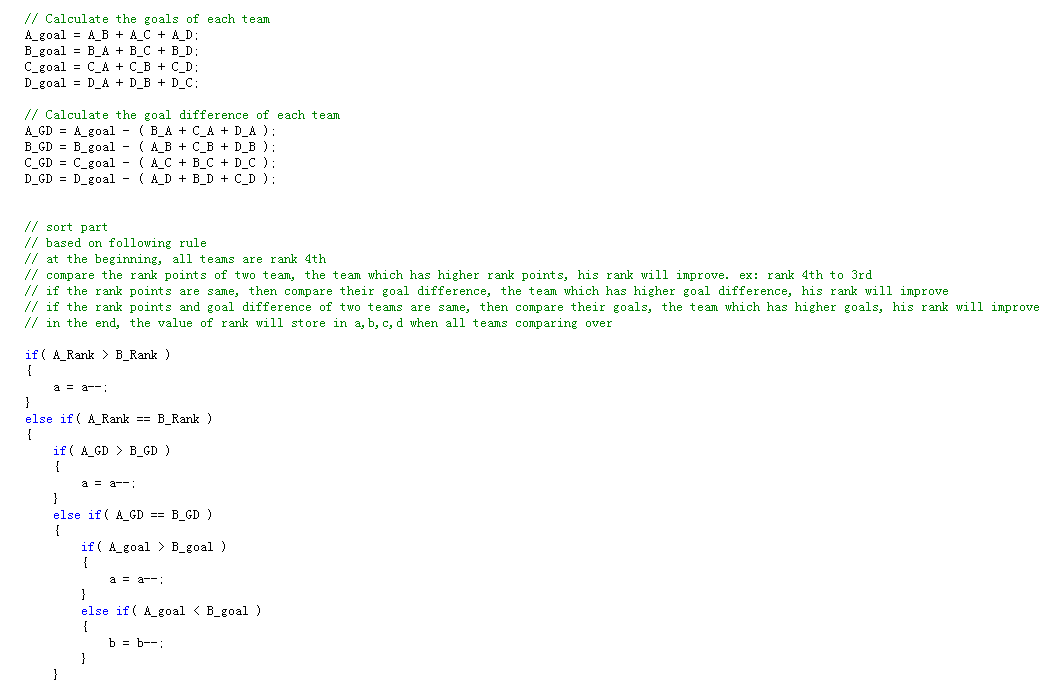 // Calculate the goals of each team
A_goal = A_B + A_C + A_D;
B_goal = B_A + B_C + B_D;
C_goal = C_A + C_B + C_D;
D_goal = D_A + D_B + D_C;
// Calculate the goal difference of each team
A_GD = A_goal - ( B_A + C_A + D_A );
B_GD = B_goal - ( A_B + C_B + D_B );
C_GD = C_goal - ( A_C + B_C + D_C );
D_GD = D_goal - ( A_D + B_D + C_D );
// sort part
// based on following rule
// at the beginning, all teams are rank 4th
// compare the rank points of two team, the team which has higher rank points, his rank will improve. ex: rank 4th to 3rd
// if the rank points are same, then compare their goal difference, the team which has higher goal difference, his rank will improve
// if the rank points and goal difference of two teams are same, then compare their goals, the team which has higher goals, his rank will improve
// in the end, the value of rank will store in a,b,c,d when all teams comparing over
if( A_Rank > B_Rank )
{
    a = a--;
}
else if( A_Rank == B_Rank )
{
    if( A_GD > B_GD )
    {
        a = a--;
    }
    else if( A_GD == B_GD )
    {
        if( A_goal > B_goal )
        {
            a = a--;
        }
        else if( A_goal < B_goal )
        {
            b = b--;
        }
    }